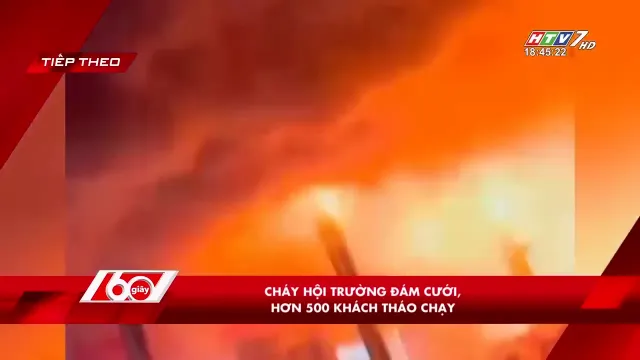 TIẾP THEO
HTV7 HD
18:45:22
60 giây
CHÁY HỘI TRƯỜNG ĐÁM CƯỚI,
HƠN 500 KHÁCH THÁO CHẠY